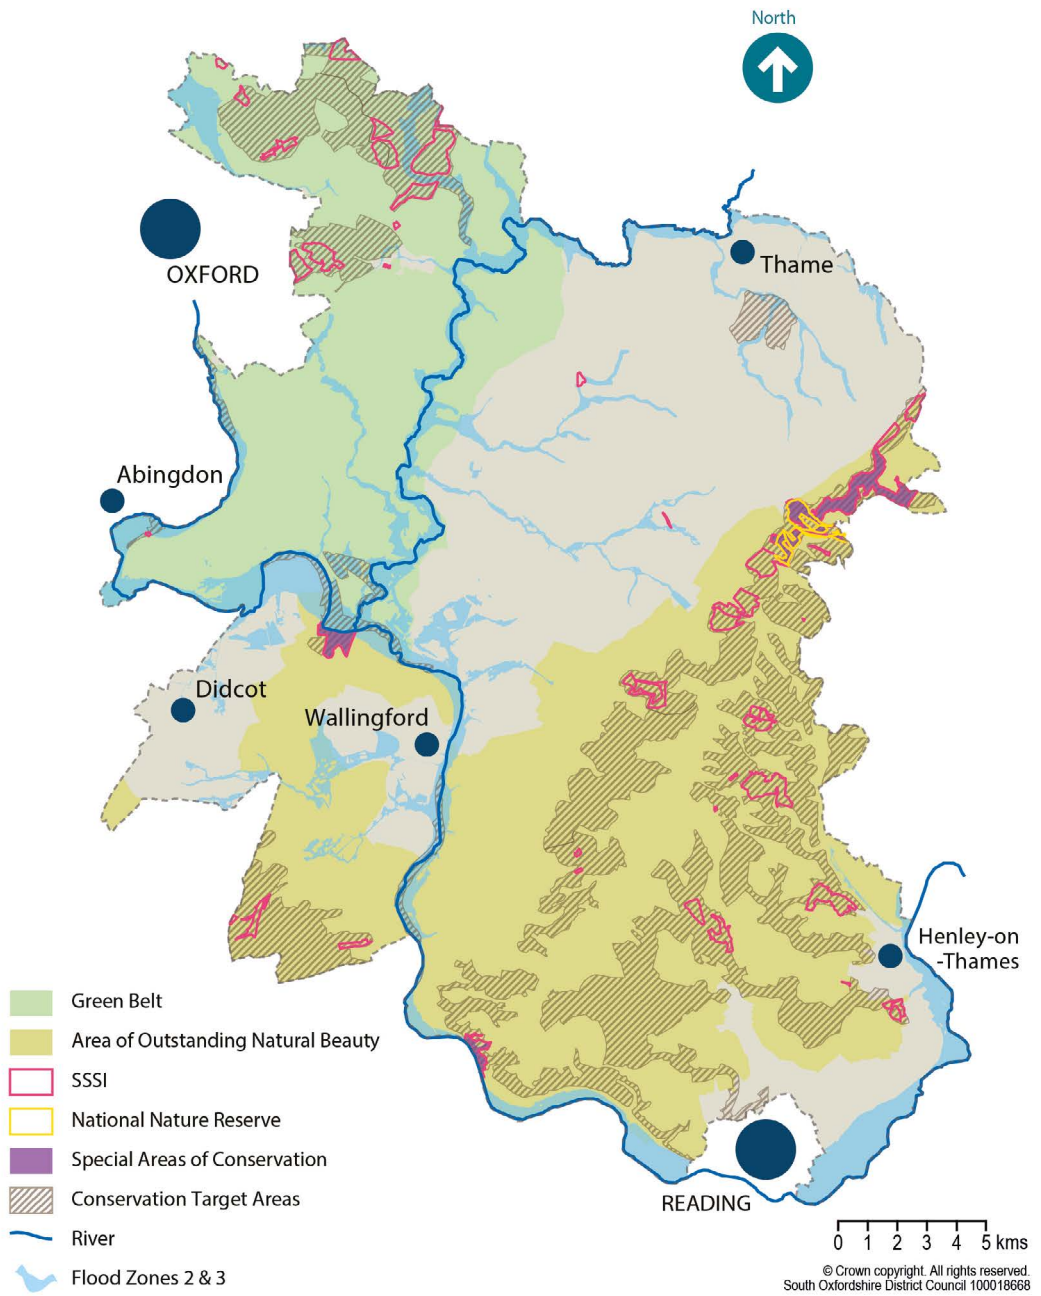 North
OXFORD
Thame
Abingdon
Didcot
Wallingford
Henley-on
-Thames
READING
Green Belt
Area of Outstanding Natural Beauty
SSSI
National Nature Reserve
Special Areas of Conservation
Conservation Target Areas
River
Flood Zones 2 & 3
0 1 2 3 4 5 kms
© Crown copyright. All rights reserved.
South Oxfordshire District Council 100018668